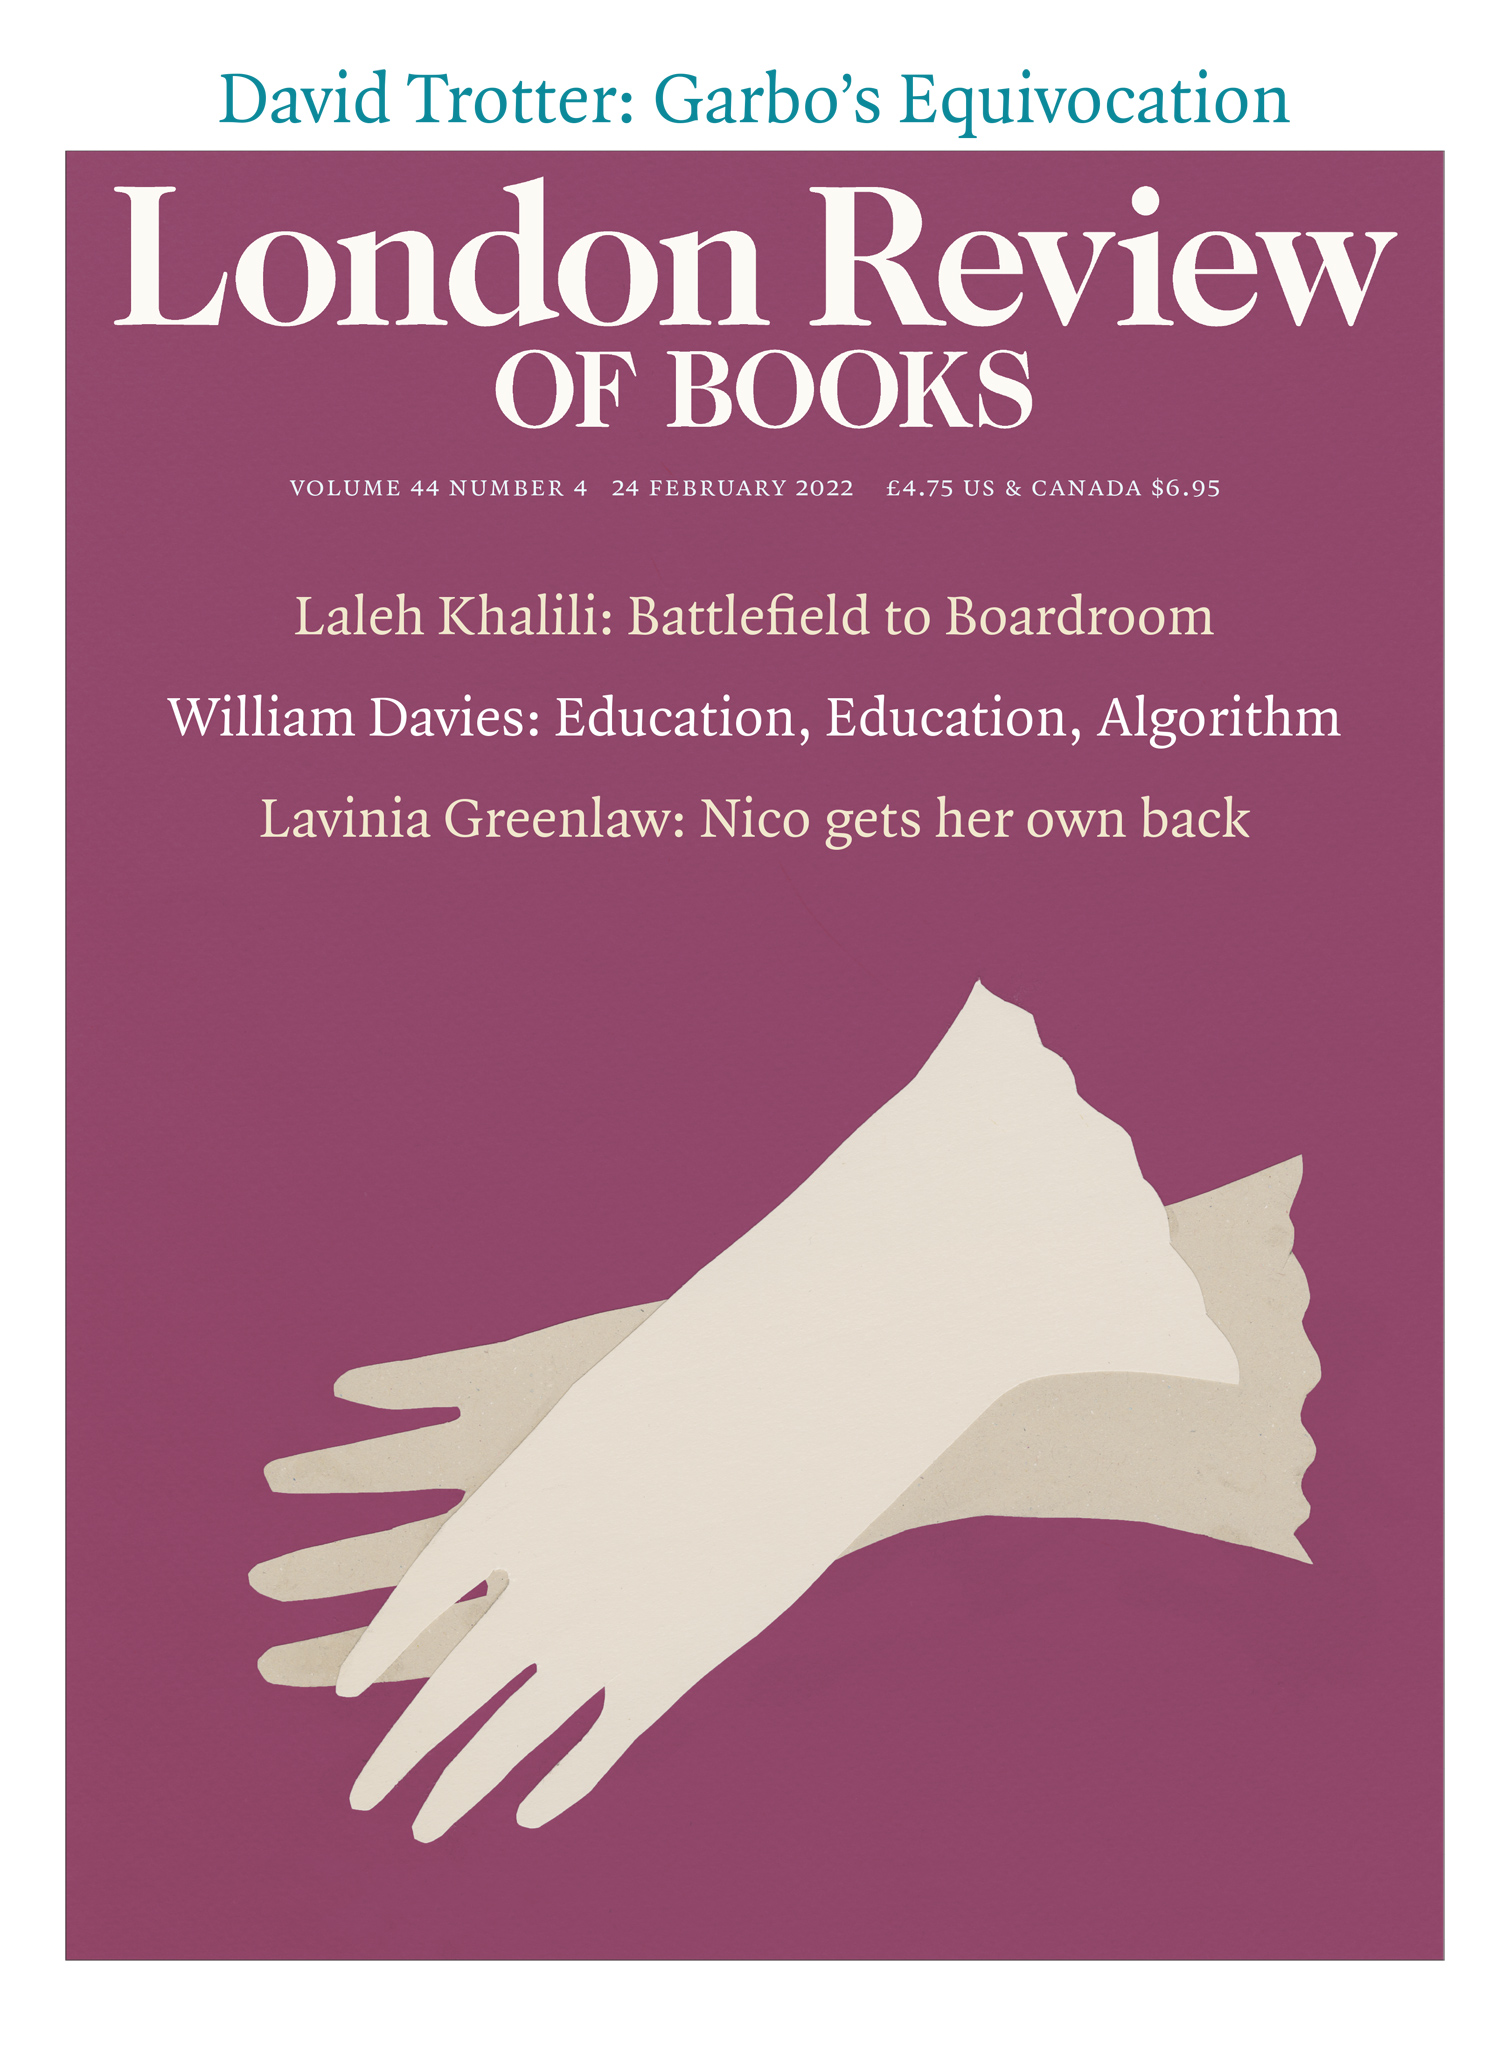 David Trotter: Garbo’s Equivocation
London Review
OF BOOKS
VOLUME 44 NUMBER 4 24 FEBRUARY 2022 £4.75 US & CANADA $6.95
Laleh Khalili: Battlefield to Boardroom
William Davies: Education, Education, Algorithm
Lavinia Greenlaw: Nico gets her own back